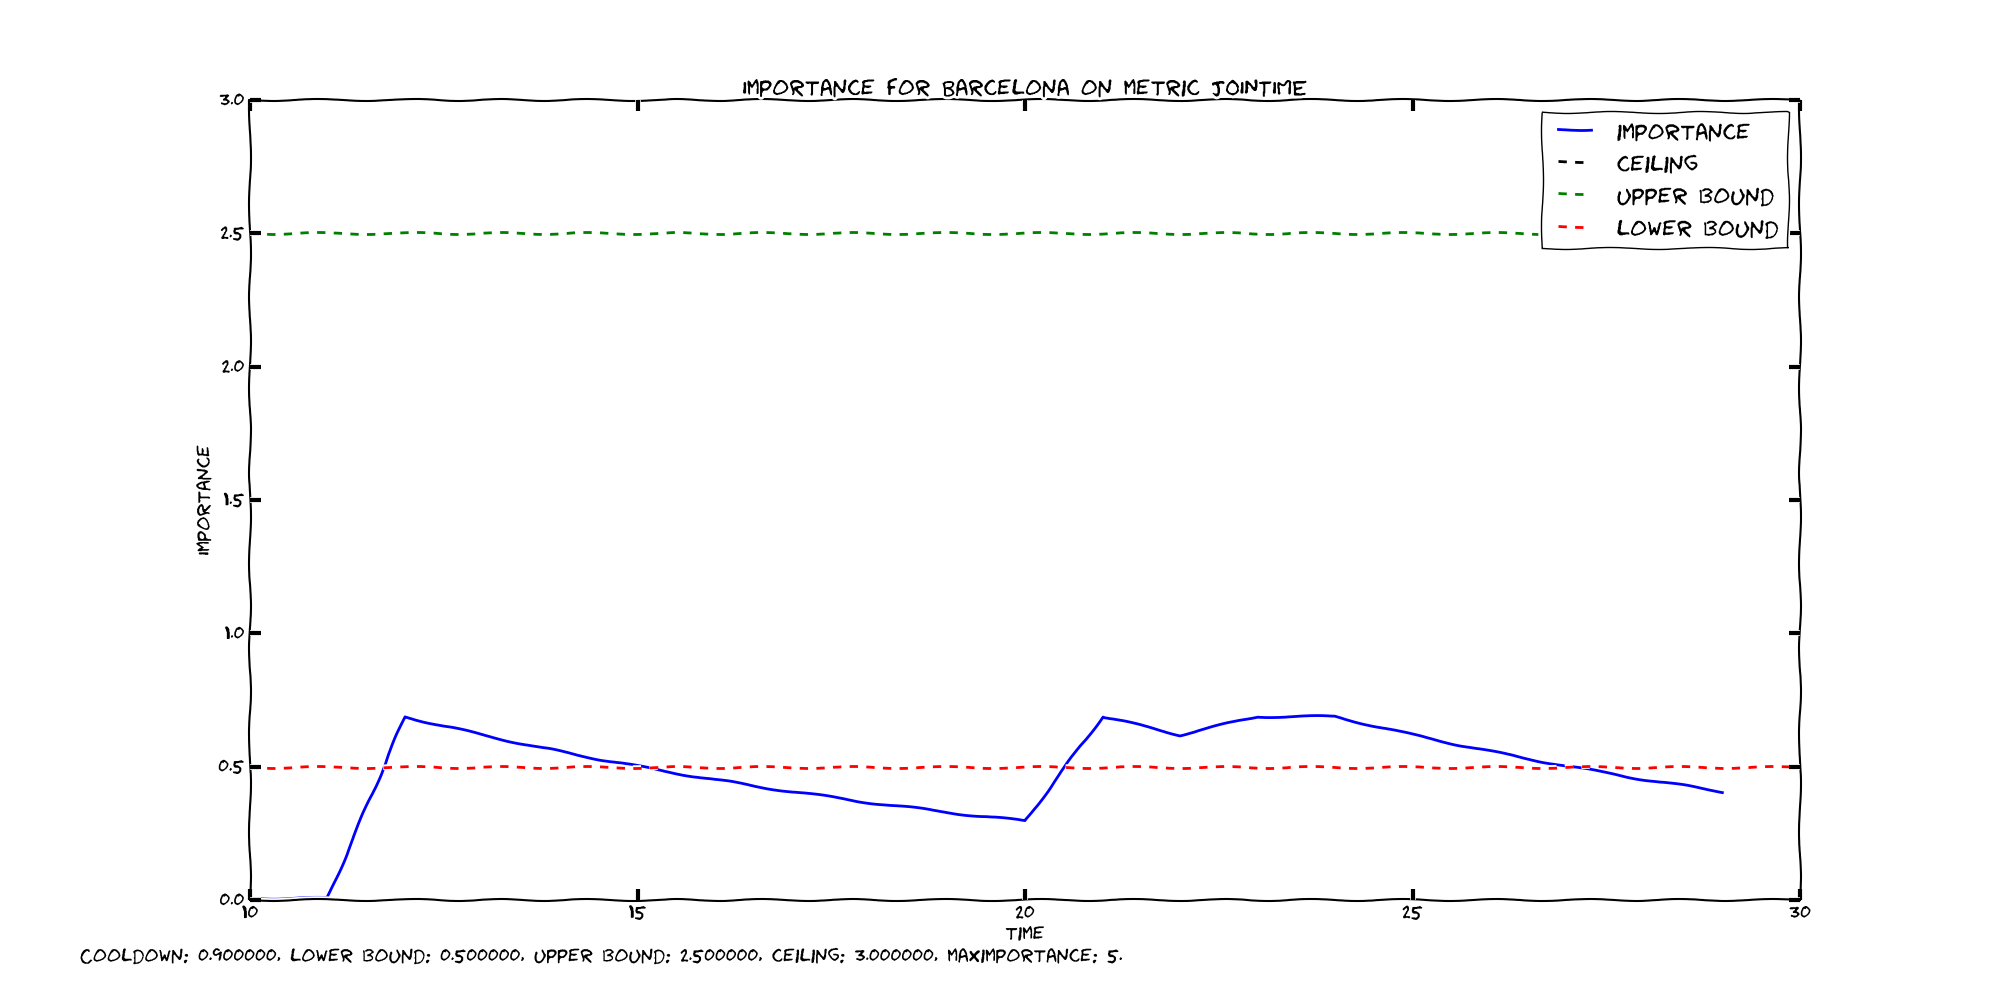 IMPORTANCE FOR BARCELONA ON METRIC JOINTIME
3.0
2.5
2.0
1.5
1.0
0.5
0.0
IMPORTANCE
IMPORTANCE
CEILING
UPPER BOUND
LOWER BOUND
10 15 20 25 30
TIME
COOLDOWN: 0.900000, LOWER BOUND: 0.500000, UPPER BOUND: 2.500000, CEILING: 3.000000, MAXIMPORTANCE: 5.